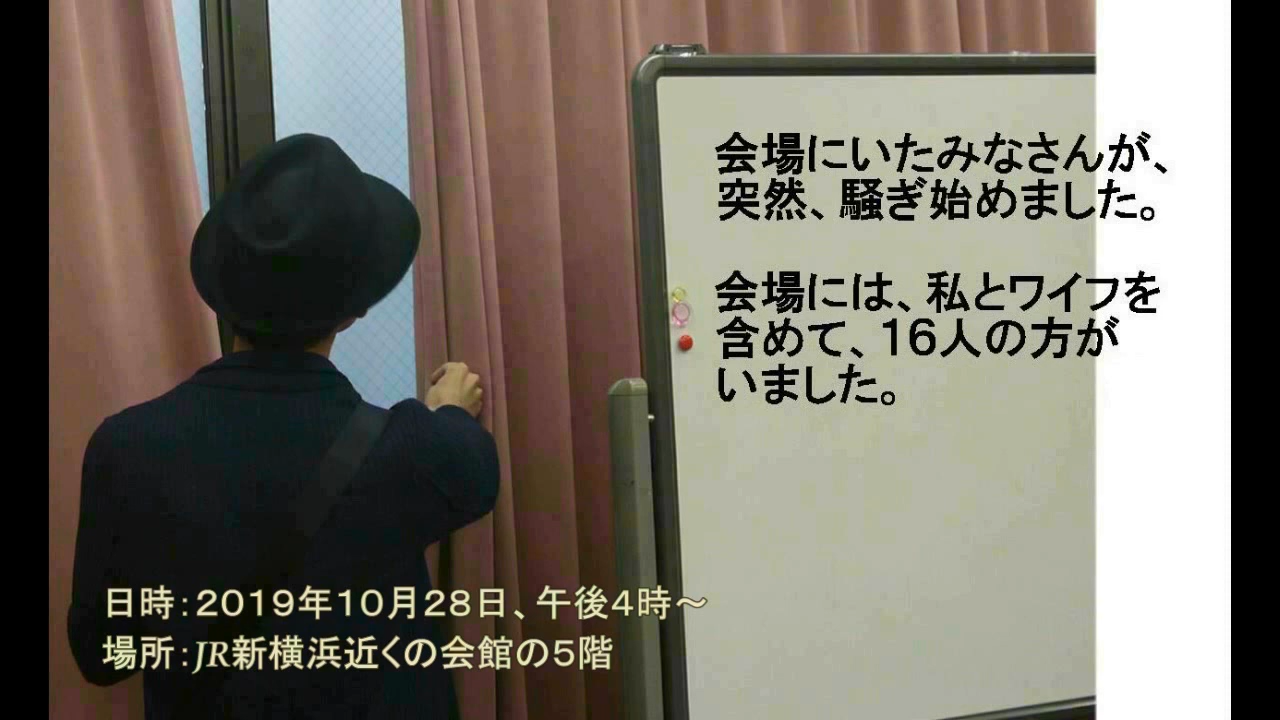 会場にいたみなさんが、
突然、騒ぎ始めました。
会場には、私とワイフを
含めて、１６人の方が
いました。
日時：２０１９年１０月２８日、午後４時～
場所：JR新横浜近くの会館の５階